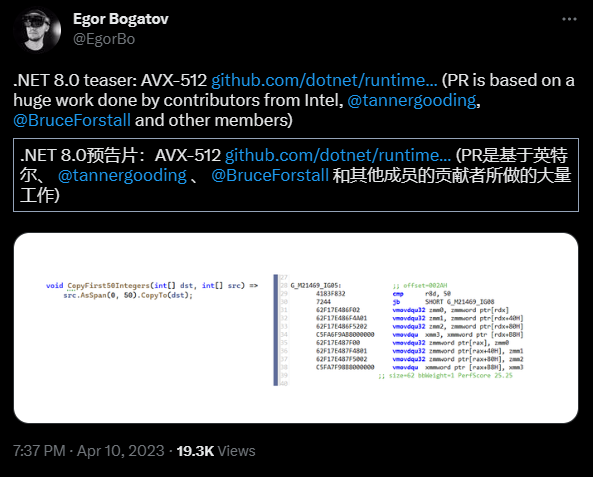 Egor Bogatov
@EgorBo
.NET 8.0 teaser: AVX-512 github.com/dotnet/runtime... (PR is based on a
huge work done by contributors from Intel, @tannergooding,
@BruceForstall and other members)
.NET 8.0预告片：AVX-512 github.com/dotnet/runtime... (PR是基于英特
尔、 @tannergooding 、 @BruceForstall 和其他成员的贡献者所做的大量
工作)
void CopyFirst50Integers(int[] dst, int[] src) =>
src.AsSpan(0, 50).CopyTo(dst);
27
28 G_M21469_IG05: ;; offset=002AH
29 4183F832 cmp r8d, 50
30 7244 jb SHORT G_M21469_IG08
31 62F17E486F02 vmovdqu32 zmm0, zmmword ptr[rdx]
32 62F17E486F4A01 vmovdqu32 zmm1, zmmword ptr[rdx+40H]
33 62F17E486F5202 vmovdqu32 zmm2, zmmword ptr[rdx+80H]
34 C5FA6F9AB8000000 vmovdqu xmm3, xmmword ptr [rdx+B8H]
35 62F17E487F00 vmovdqu32 zmmword ptr[rax], zmm0
36 62F17E487F4801 vmovdqu32 zmmword ptr[rax+40H], zmm1
37 62F17E487F5002 vmovdqu32 zmmword ptr[rax+80H], zmm2
38 C5FA7F98B8000000 vmovdqu xmmword ptr [rax+B8H], xmm3
39 ;; size=62 bbWeight=1 PerfScore 25.25
40
7:37 PM · Apr 10, 2023 · 19.3K Views